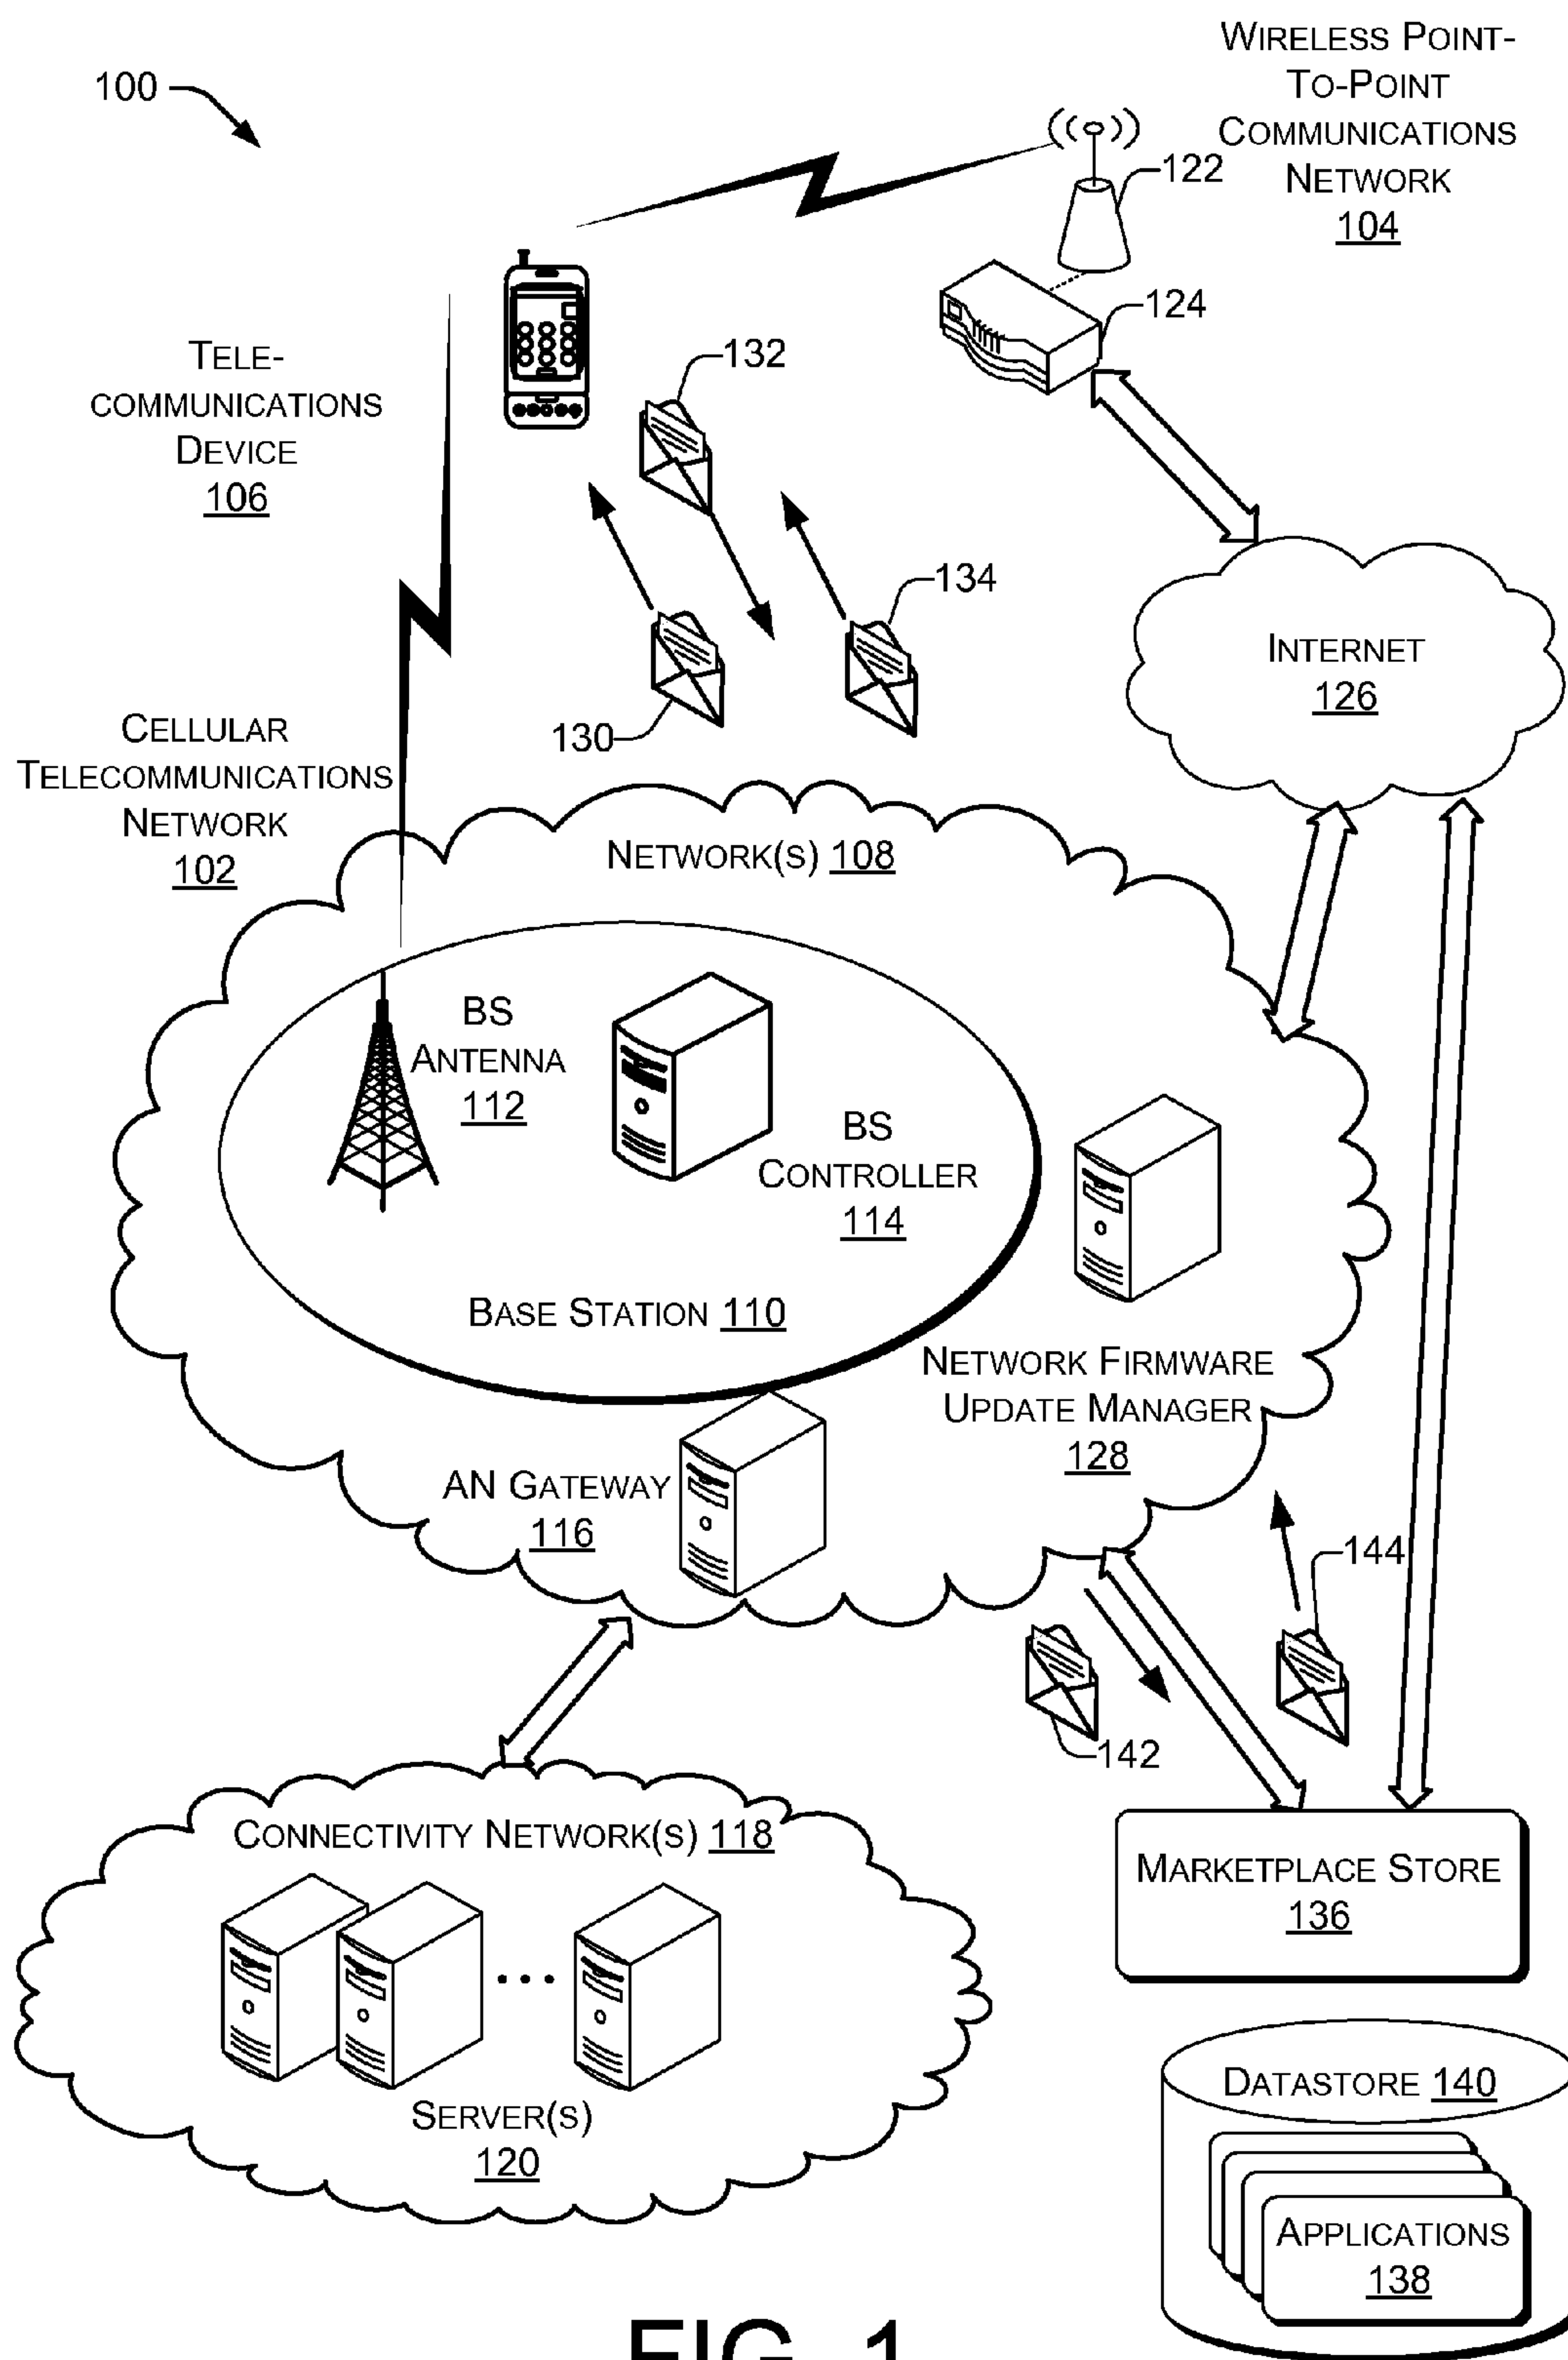 WIRELESS POINT-
TO-POINT
COMMUNICATIONS
NETWORK
104
100
122
124
TELE-
COMMUNICATIONS
DEVICE
106
132
134
130
INTERNET
126
CELLULAR
TELECOMMUNICATIONS
NETWORK
102
NETWORK(S) 108
BS
ANTENNA
112
BS
CONTROLLER
114
BASE STATION 110
NETWORK FIRMWARE
UPDATE MANAGER
128
AN GATEWAY
116
144
142
CONNECTIVITY NETWORK(S) 118
SERVER(S)
120
MARKETPLACE STORE
136
DATASTORE 140
APPLICATIONS
138
FIG. 1